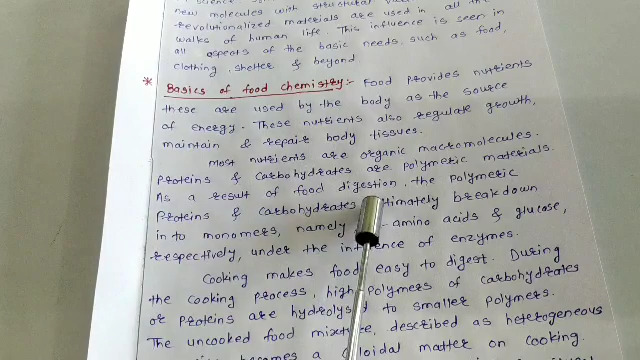 new molecules with structural
revolutionalized materials are used in all the
walks of human life. This influence is seen in
all aspects of the basic needs, such as food,
clothing, shelter & beyond
* Basics of food chemistry:- Food provides nutrients
these are used by the body as the source
of energy. These nutrients also regulate growth,
maintain & repair body tissues.
Most nutrients are organic macromolecules.
Proteins & Carbohydrates are polymeric materials.
As a result of food digestion, the polymeric
Proteins & Carbohydrates ultimately breakdown
in to monomers, namely amino acids & glucose,
respectively, under the influence of enzymes.
Cooking makes food easy to digest. During
the cooking process, high polymers of carbohydrates
or proteins are hydrolysed to smaller polymers.
The uncooked food mixture, described as heterogeneous
becomes a colloidal matter on cooking.